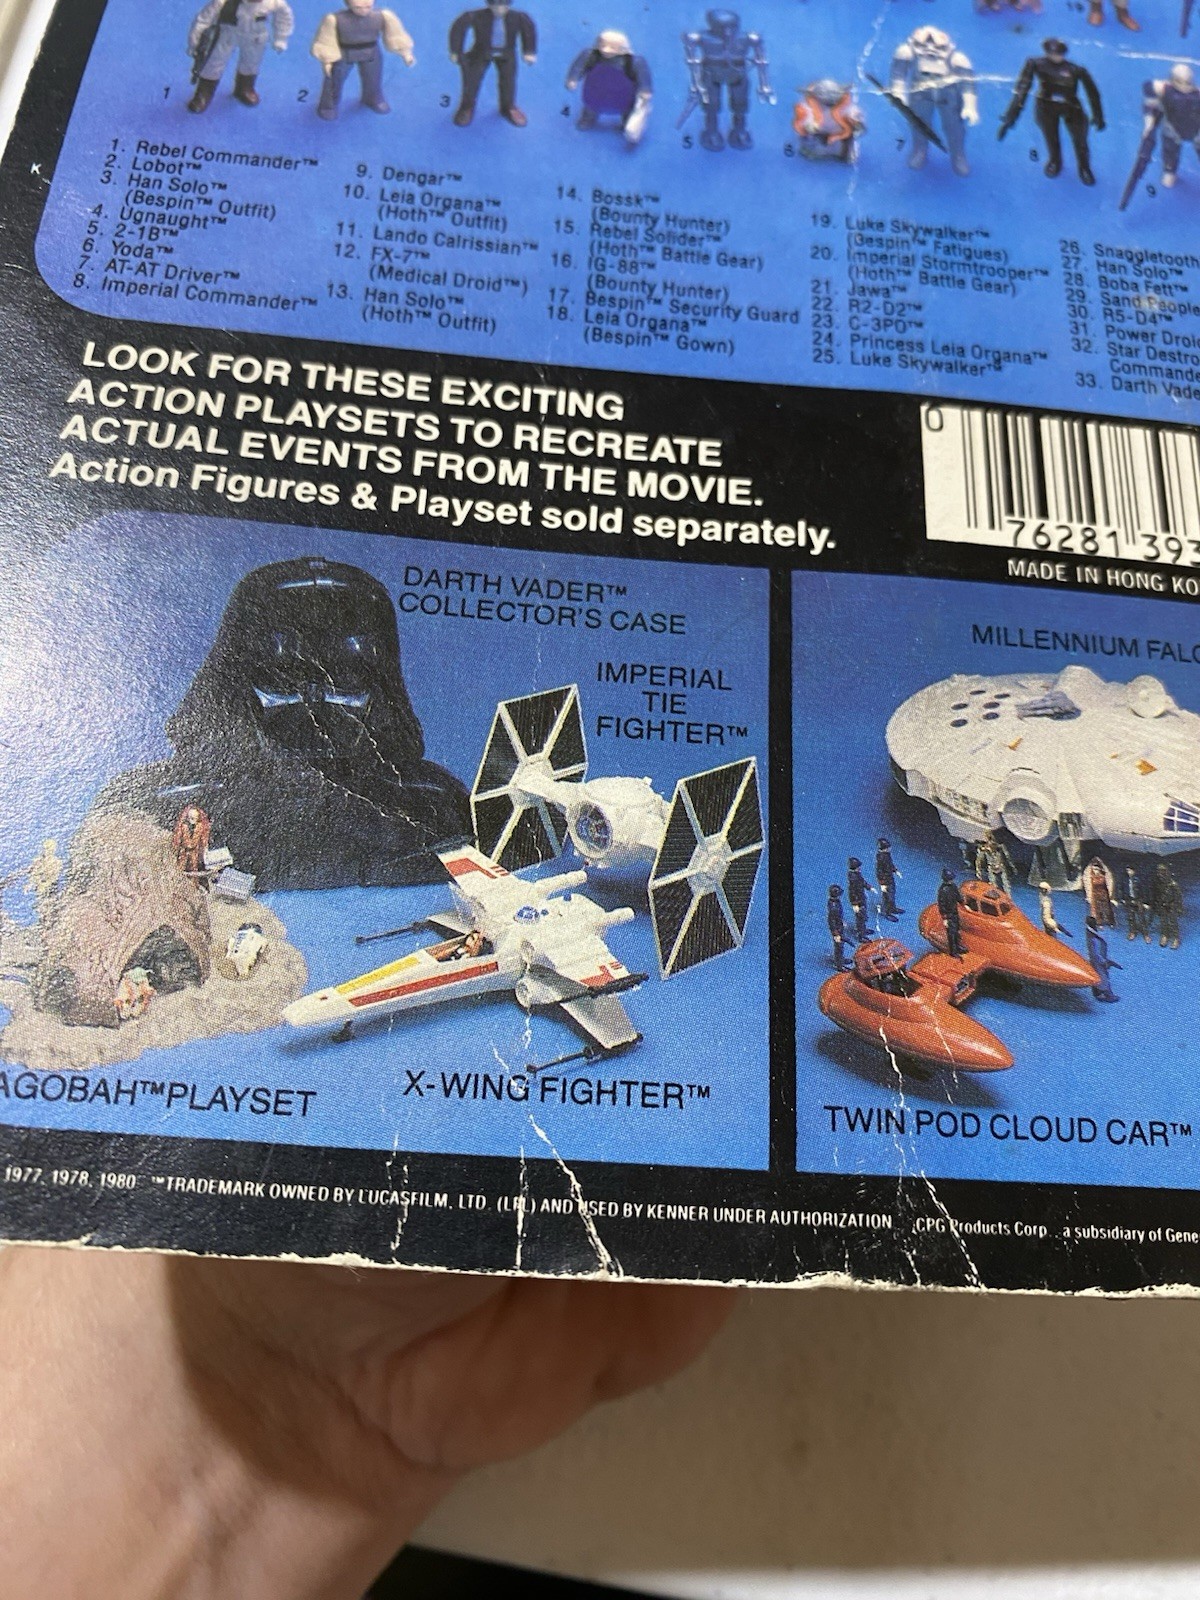 1
2
3
4
5
6
7
8
9
19
K
1. Rebel Commander™
2. Lobot™
3. Han Solo™
(Bespin™ Outfit)
4. Ugnaught™
5. 2-1B™
6. Yoda™
7. AT-AT Driver™
8. Imperial Commander™
9. Dengar™
10. Leia Organa™
(Hoth™ Outfit)
11. Lando Calrissian™
12. FX-7™
(Medical Droid™)
13. Han Solo™
(Hoth™ Outfit)
14. Bossk™
(Bounty Hunter)
15. Rebel Solider™
(Hoth™ Battle Gear)
16. IG-88™
(Bounty Hunter)
17. Bespin™ Security Guard
18. Leia Organa™
(Bespin™ Gown)
19. Luke Skywalker™
(Bespin™ Fatigues)
20. Imperial Stormtrooper™
(Hoth™ Battle Gear)
21. Jawa™
22. R2-D2™
23. C-3PO™
24. Princess Leia Organa™
25. Luke Skywalker™
26. Snaggletooth
27. Han Solo™
28. Boba Fett™
29. Sand People
30. R5-D4™
31. Power Droi
32. Star Destro
Commande
33. Darth Vade
LOOK FOR THESE EXCITING
ACTION PLAYSETS TO RECREATE
ACTUAL EVENTS FROM THE MOVIE.
Action Figures & Playset sold separately.
0
76281 393
MADE IN HONG KO
DARTH VADER™
COLLECTOR'S CASE
IMPERIAL
TIE
FIGHTER™
AGOBAH™ PLAYSET
X-WING FIGHTER™
MILLENNIUM FALC
TWIN POD CLOUD CAR™
1977, 1978, 1980 ™TRADEMARK OWNED BY LUCASFILM, LTD. (LFL) AND USED BY KENNER UNDER AUTHORIZATION CPG Products Corp., a subsidiary of Gene